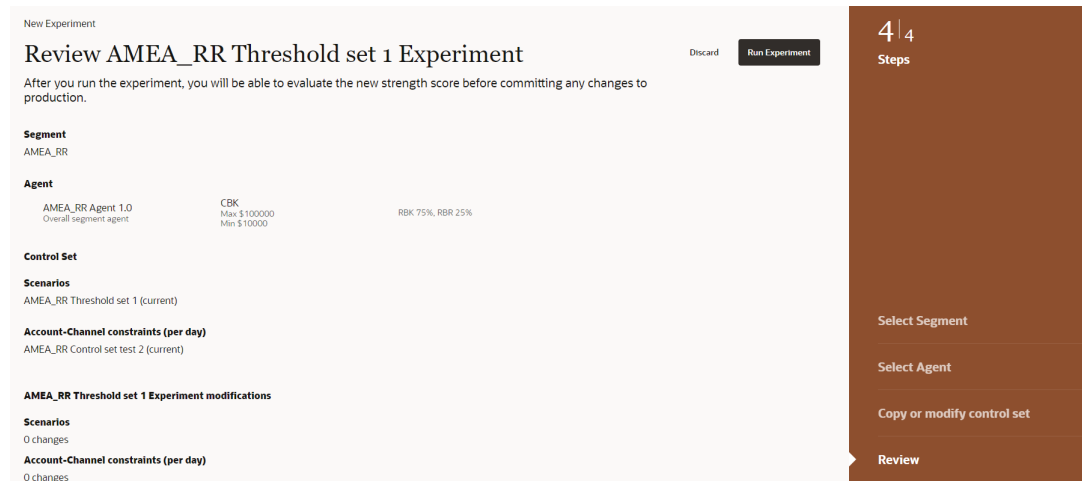 New Experiment
Review AMEA_RR Threshold set 1 Experiment
Discard
Run Experiment
After you run the experiment, you will be able to evaluate the new strength score before committing any changes to
production.
Segment
AMEA_RR
Agent
AMEA_RR Agent 1.0
Overall segment agent
CBK
Max $100000
Min $10000
RBK 75%, RBR 25%
Control Set
Scenarios
AMEA_RR Threshold set 1 (current)
Account-Channel constraints (per day)
AMEA_RR Control set test 2 (current)
AMEA_RR Threshold set 1 Experiment modifications
Scenarios
0 changes
Account-Channel constraints (per day)
0 changes
4 | 4
Steps
Select Segment
Select Agent
Copy or modify control set
Review